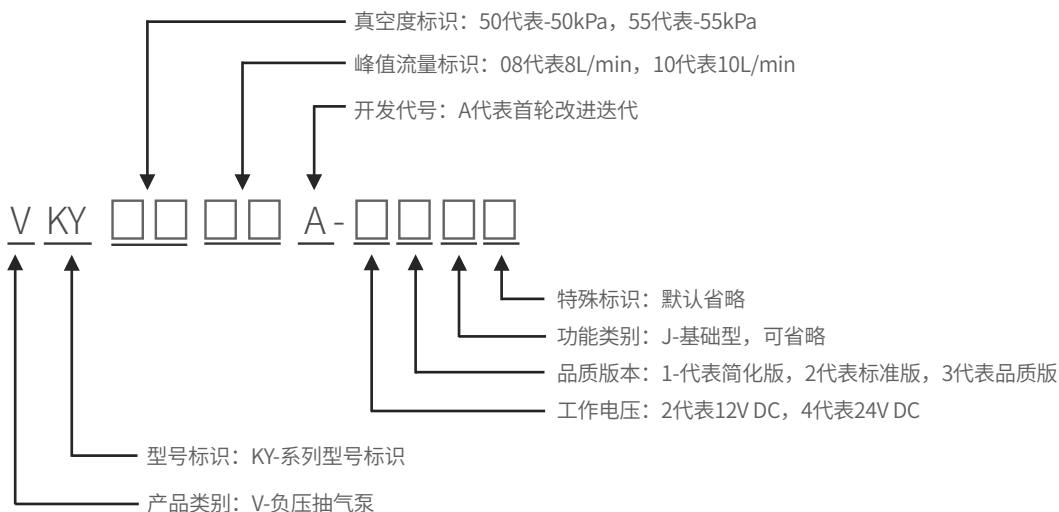 真空度标识：50代表-50kPa，55代表-55kPa
峰值流量标识：08代表8L/min，10代表10L/min
开发代号：A代表首轮改进迭代
V KY □□ □□ A-□□□□
特殊标识：默认省略
功能类别：J-基础型，可省略
品质版本：1-代表简化版，2代表标准版，3代表品质版
工作电压：2代表12V DC，4代表24V DC
型号标识：KY-系列型号标识
产品类别：V-负压抽气泵